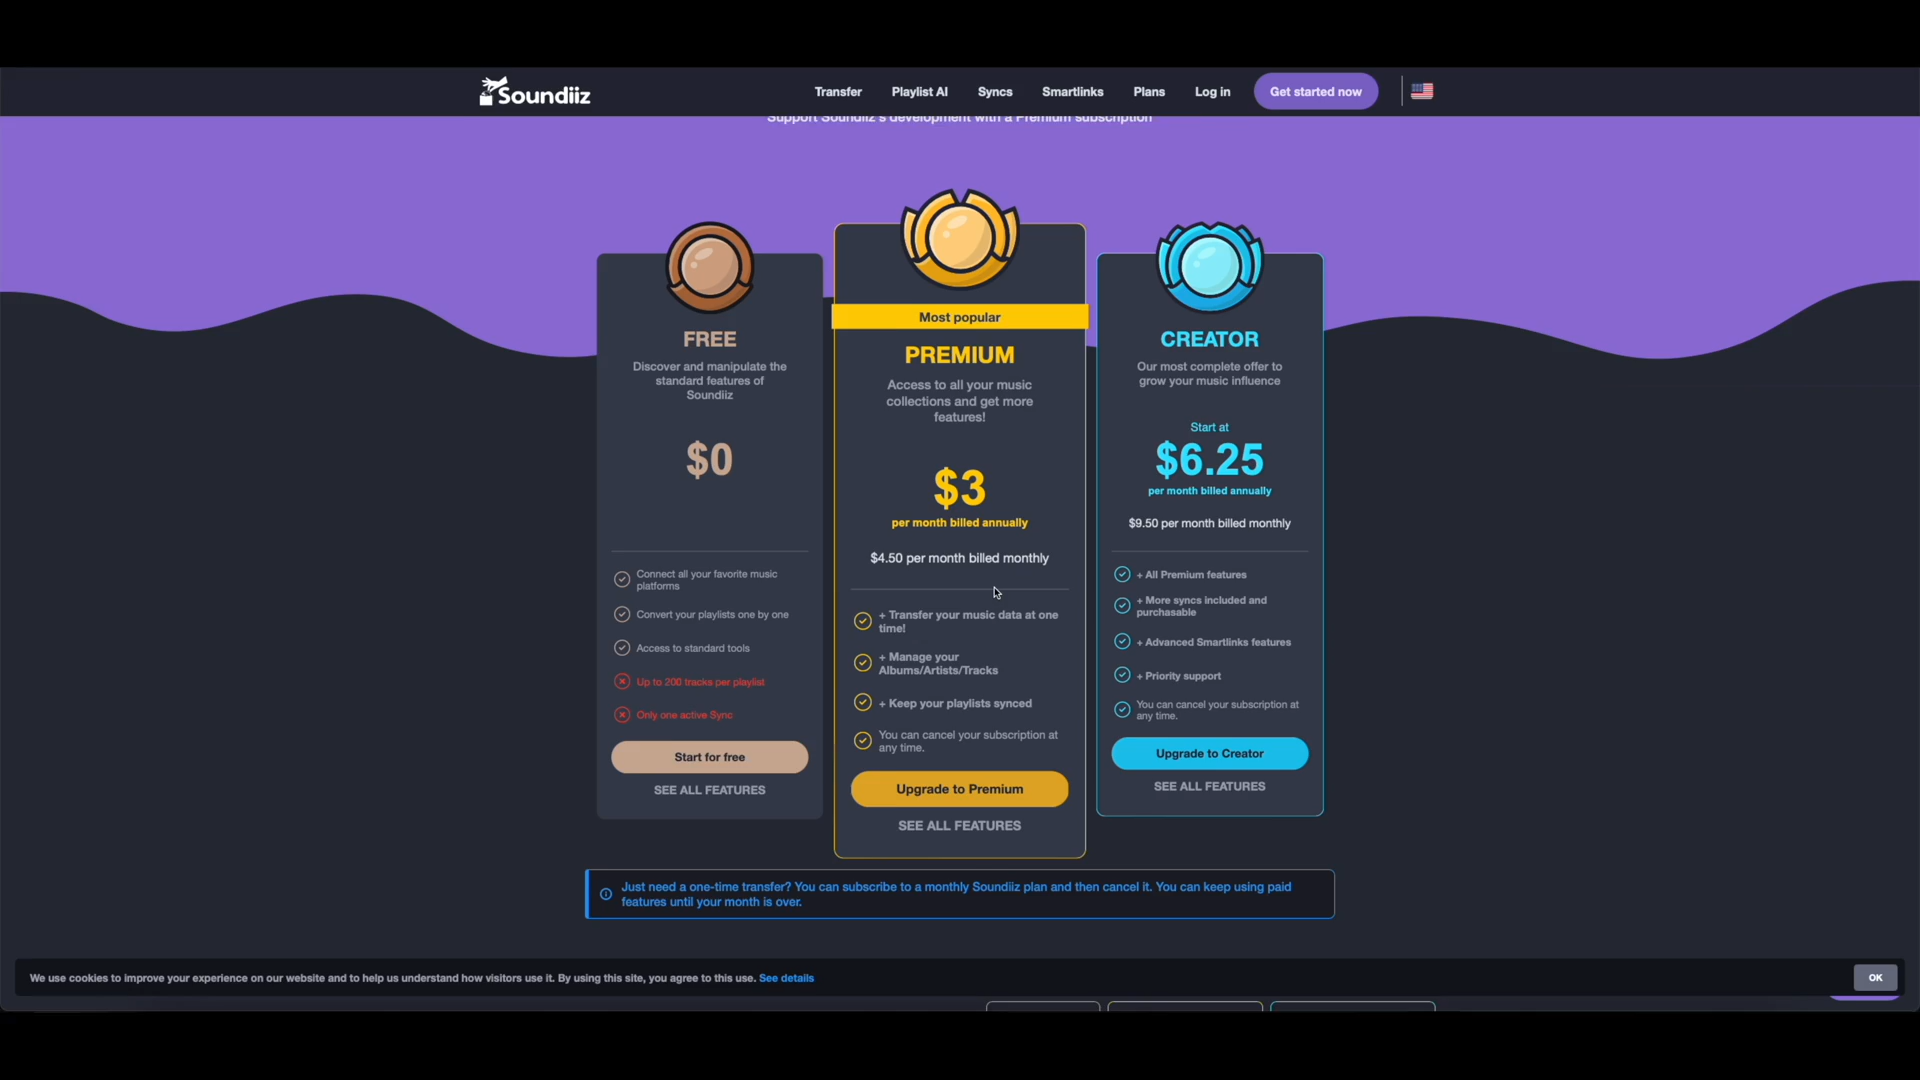 Soundiiz
Transfer
Playlist AI
Syncs
Smartlinks
Plans
Log in
Get started now
Support Soundiiz's development with a Premium subscription
FREE
Discover and manipulate the
standard features of
Soundiiz
$0
Connect all your favorite music
platforms
Convert your playlists one by one
Access to standard tools
Up to 200 tracks per playlist
Only one active Sync
Start for free
SEE ALL FEATURES
Most popular
PREMIUM
Access to all your music
collections and get more
features!
$3
per month billed annually
$4.50 per month billed monthly
+ Transfer your music data at one
time!
+ Manage your
Albums/Artists/Tracks
+ Keep your playlists synced
You can cancel your subscription at
any time.
Upgrade to Premium
SEE ALL FEATURES
CREATOR
Our most complete offer to
grow your music influence
Start at
$6.25
per month billed annually
$9.50 per month billed monthly
+ All Premium features
+ More syncs included and
purchasable
+ Advanced Smartlinks features
+ Priority support
You can cancel your subscription at
any time.
Upgrade to Creator
SEE ALL FEATURES
Just need a one-time transfer? You can subscribe to a monthly Soundiiz plan and then cancel it. You can keep using paid
features until your month is over.
We use cookies to improve your experience on our website and to help us understand how visitors use it. By using this site, you agree to this use. See details
OK